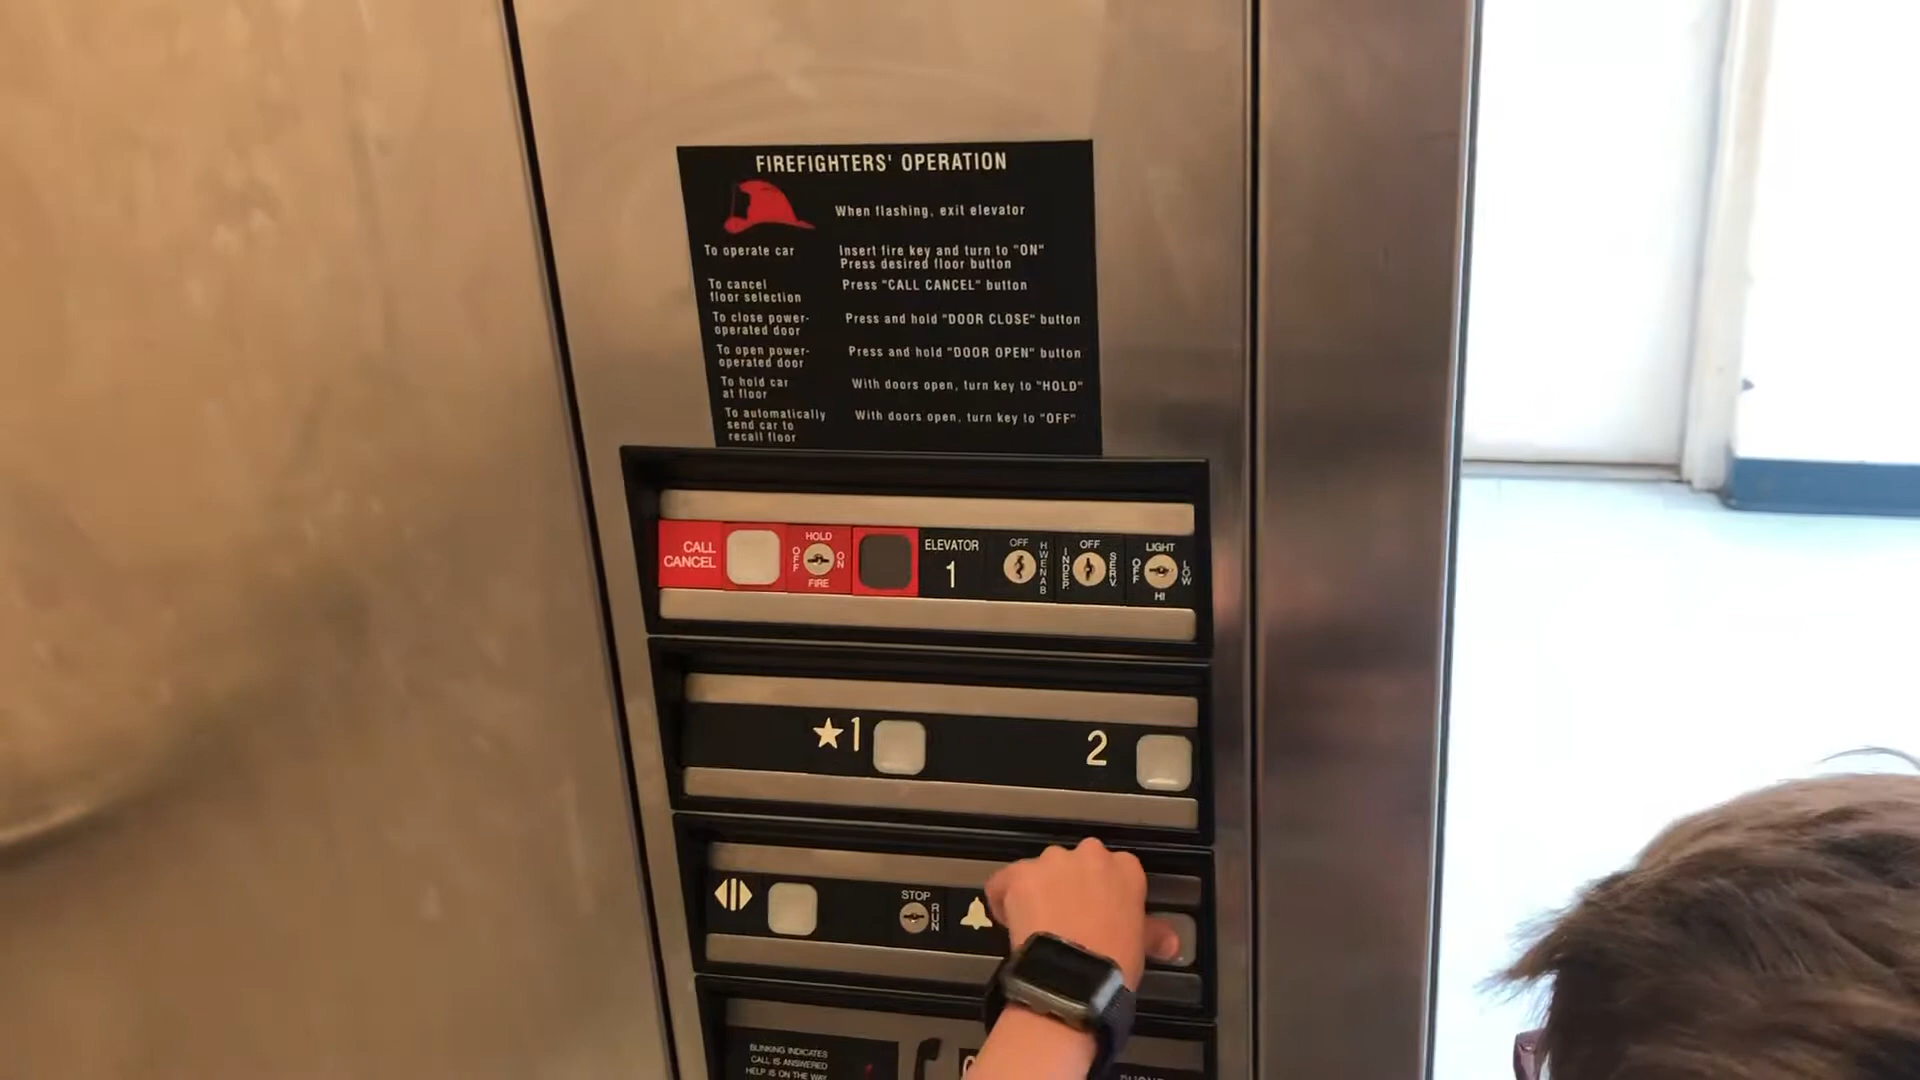 FIREFIGHTERS' OPERATION
When flashing, exit elevator
To operate car
Insert fire key and turn to "ON"
Press desired floor button
To cancel
floor selection
Press "CALL CANCEL" button
To close power-
operated door
Press and hold "DOOR CLOSE" button
To open power-
operated door
Press and hold "DOOR OPEN" button
To hold car
at floor
With doors open, turn key to "HOLD"
To automatically
send car to
recall floor
With doors open, turn key to "OFF"
CALL
CANCEL
HOLD
OFF
ON
FIRE
ELEVATOR
1
OFF
HWENAB
OFF
INDEP.
SERV.
LIGHT
OFF
LOW
HI
★1
2
STOP
RUN
BLINKING INDICATES
CALL IS ANSWERED
HELP IS ON THE WAY